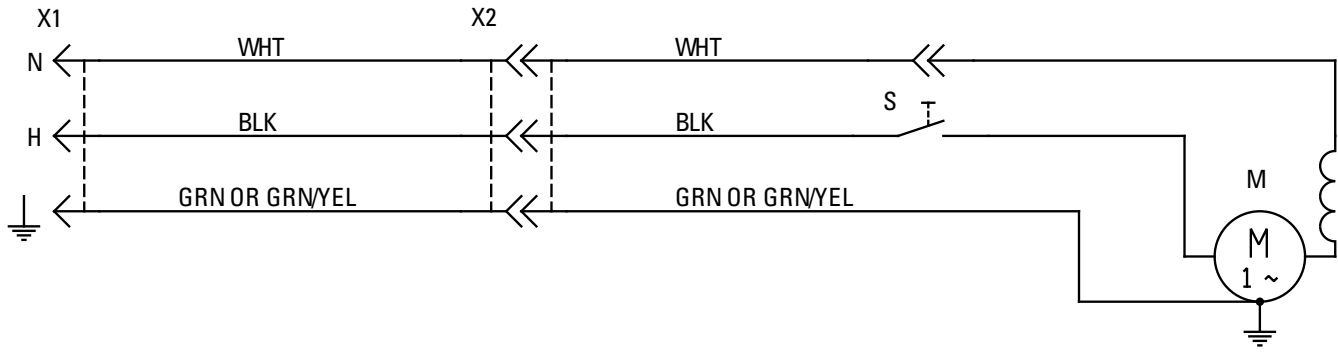 X1 X2
N WHT WHT
S
H BLK BLK
GRN OR GRN/YEL GRN OR GRN/YEL
M
M
1 ~